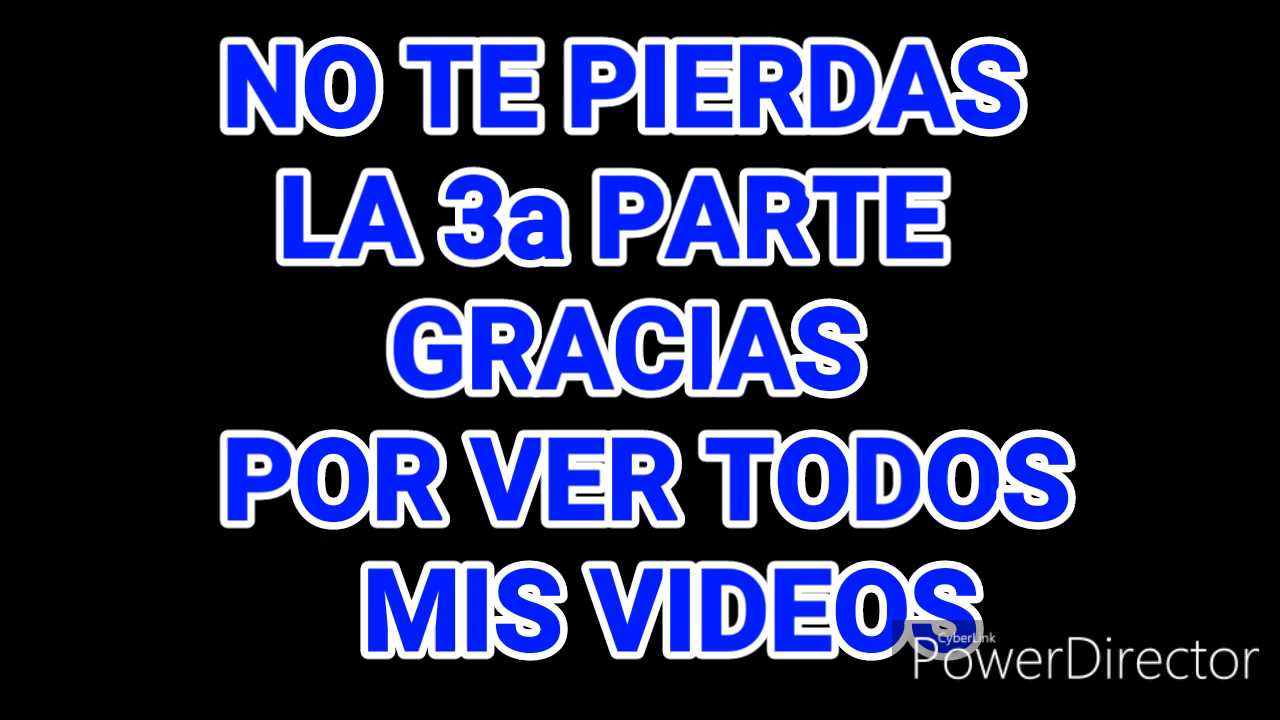 NO TE PIERDAS
LA 3a PARTE
GRACIAS
POR VER TODOS
MIS VIDEOS
CyberLink
PowerDirector